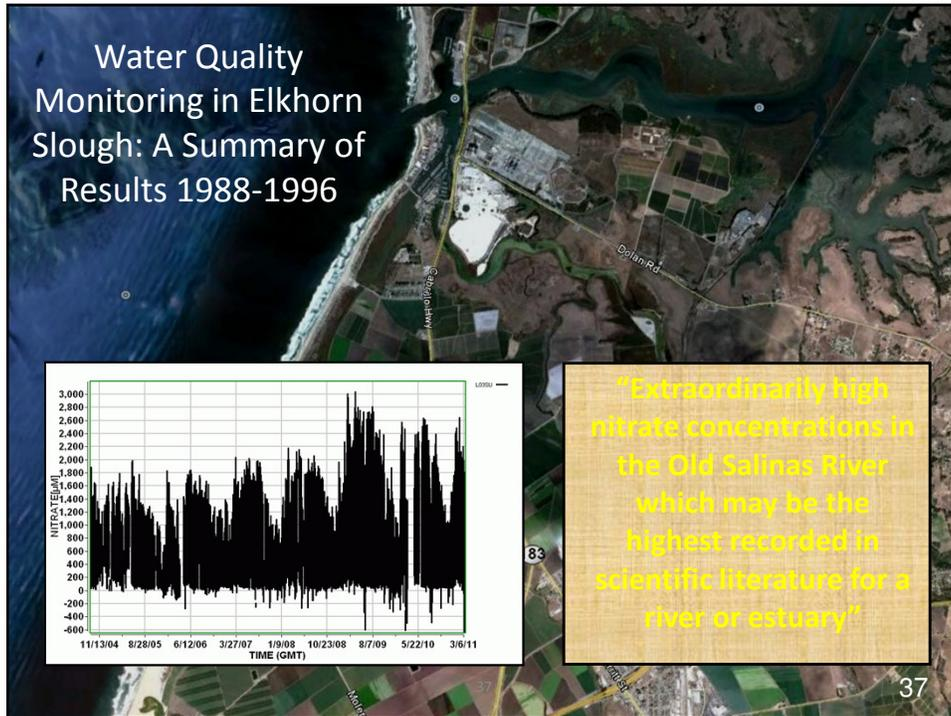 Water Quality
Monitoring in Elkhorn
Slough: A Summary of
Results 1988-1996
Dolan Rd
Cabrillo Hwy
L03SU
3,000
2,800
2,600
2,400
2,200
2,000
1,800
1,600
1,400
1,200
1,000
800
600
400
200
0
-200
-400
-600
NITRATE[µM]
11/13/04 8/28/05 6/12/06 3/27/07 1/9/08 10/23/08 8/7/09 5/22/10 3/6/11
TIME (GMT)
“Extraordinarily high
nitrate concentrations in
the Old Salinas River
which may be the
highest recorded in
scientific literature for a
river or estuary”
183
37
37